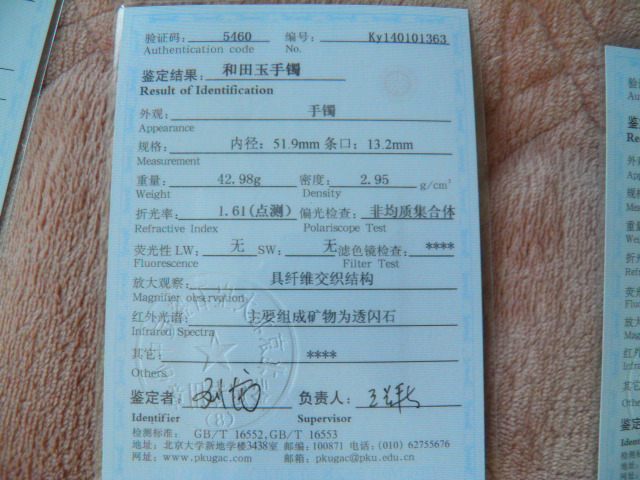 验证码: 5460 编号: Ky140101363
Authentication code No.
鉴定结果: 和田玉手镯
Result of Identification
外观: 手镯
Appearance
规格: 内径: 51.9mm 条口: 13.2mm
Measurement
重量: 42.98g 密度: 2.95 g/cm³
Weight Density
折光率: 1.61(点测) 偏光检查: 非均质集合体
Refractive Index Polariscope Test
荧光性 LW: 无 SW: 无 滤色镜检查: ****
Fluorescence Filter Test
放大观察: 具纤维交织结构
Magnifier observation
红外光谱: 主要组成矿物为透闪石
Infrared Spectra
其它: ****
Others
鉴定者: 负责人:
Identifier Supervisor
检测标准: GB/T 16552,GB/T 16553
地址: 北京大学新地学楼3438室 邮编: 100871 电话: (010) 62755676
网址: www.pkugac.com 邮箱: pkugac@pku.edu.cn